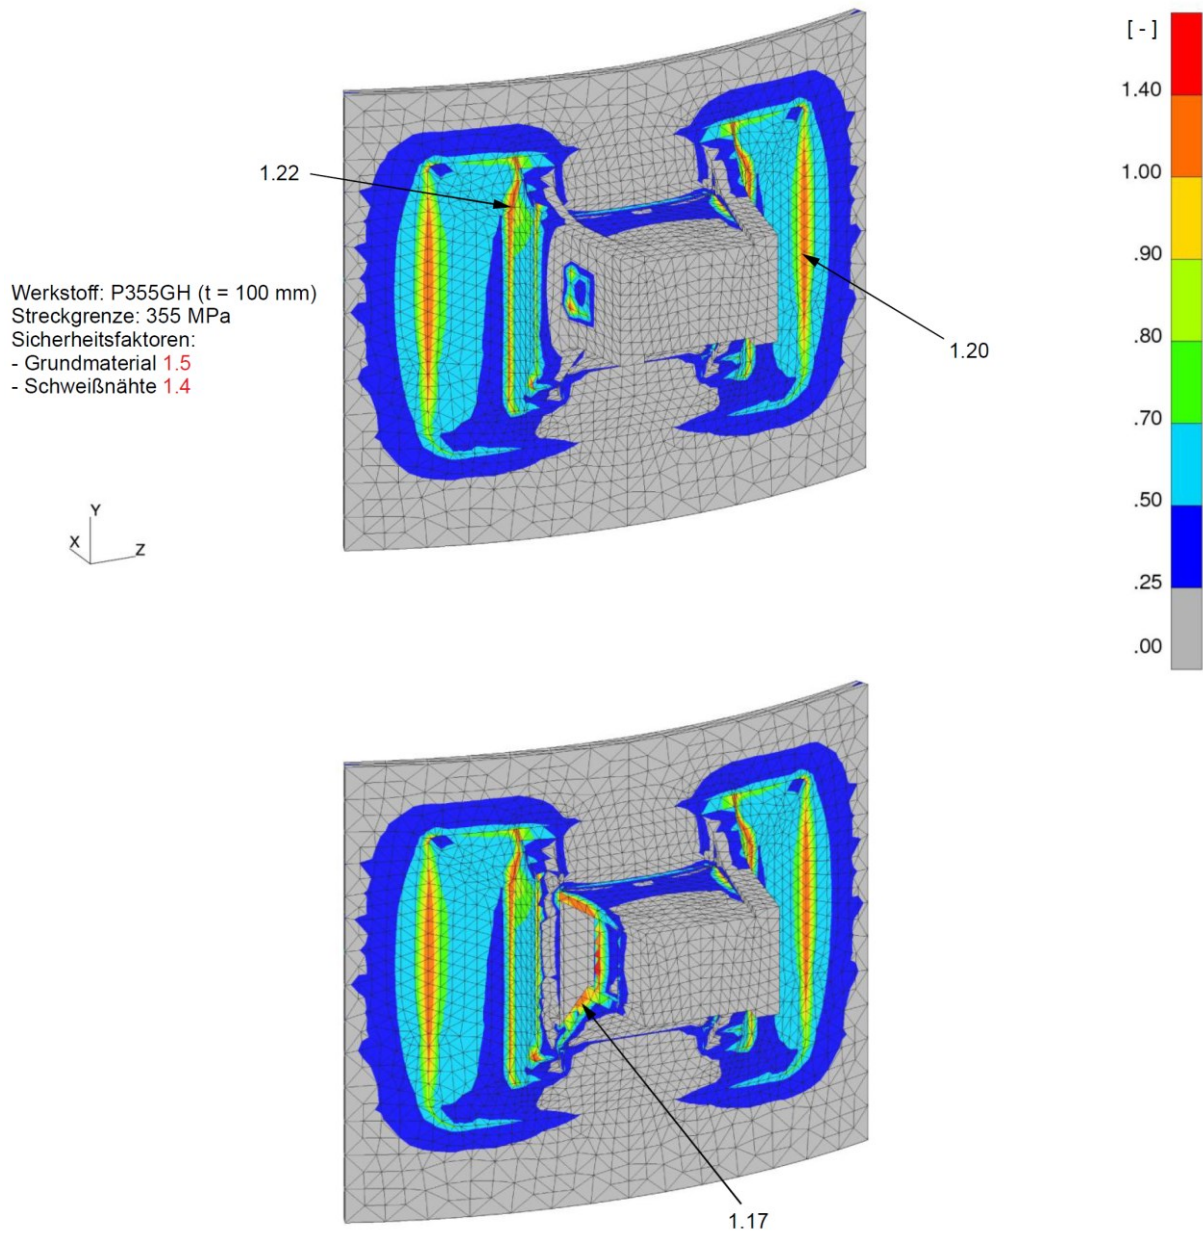 [ - ]
1.40
1.00
.90
.80
.70
.50
.25
.00
1.22
Werkstoff: P355GH (t = 100 mm)
Streckgrenze: 355 MPa
Sicherheitsfaktoren:
- Grundmaterial 1.5
- Schweißnähte 1.4
1.20
Y
X
Z
1.17